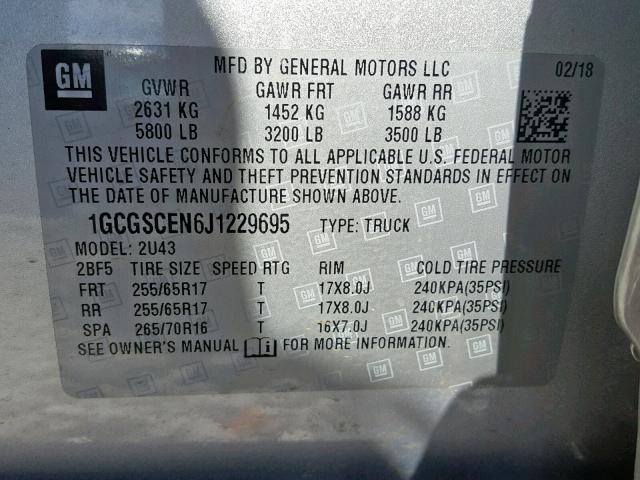 GM MFD BY GENERAL MOTORS LLC 02/18
GVWR GAWR FRT GAWR RR
2631 KG 1452 KG 1588 KG
5800 LB 3200 LB 3500 LB
THIS VEHICLE CONFORMS TO ALL APPLICABLE U.S. FEDERAL MOTOR
VEHICLE SAFETY AND THEFT PREVENTION STANDARDS IN EFFECT ON
THE DATE OF MANUFACTURE SHOWN ABOVE.
1GCGSCEN6J1229695 TYPE: TRUCK
MODEL: 2U43
2BF5 TIRE SIZE SPEED RTG RIM COLD TIRE PRESSURE
FRT 255/65R17 T 17X8.0J 240KPA(35PSI)
RR 255/65R17 T 17X8.0J 240KPA(35PSI)
SPA 265/70R16 T 16X7.0J 240KPA(35PSI)
SEE OWNER'S MANUAL FOR MORE INFORMATION.